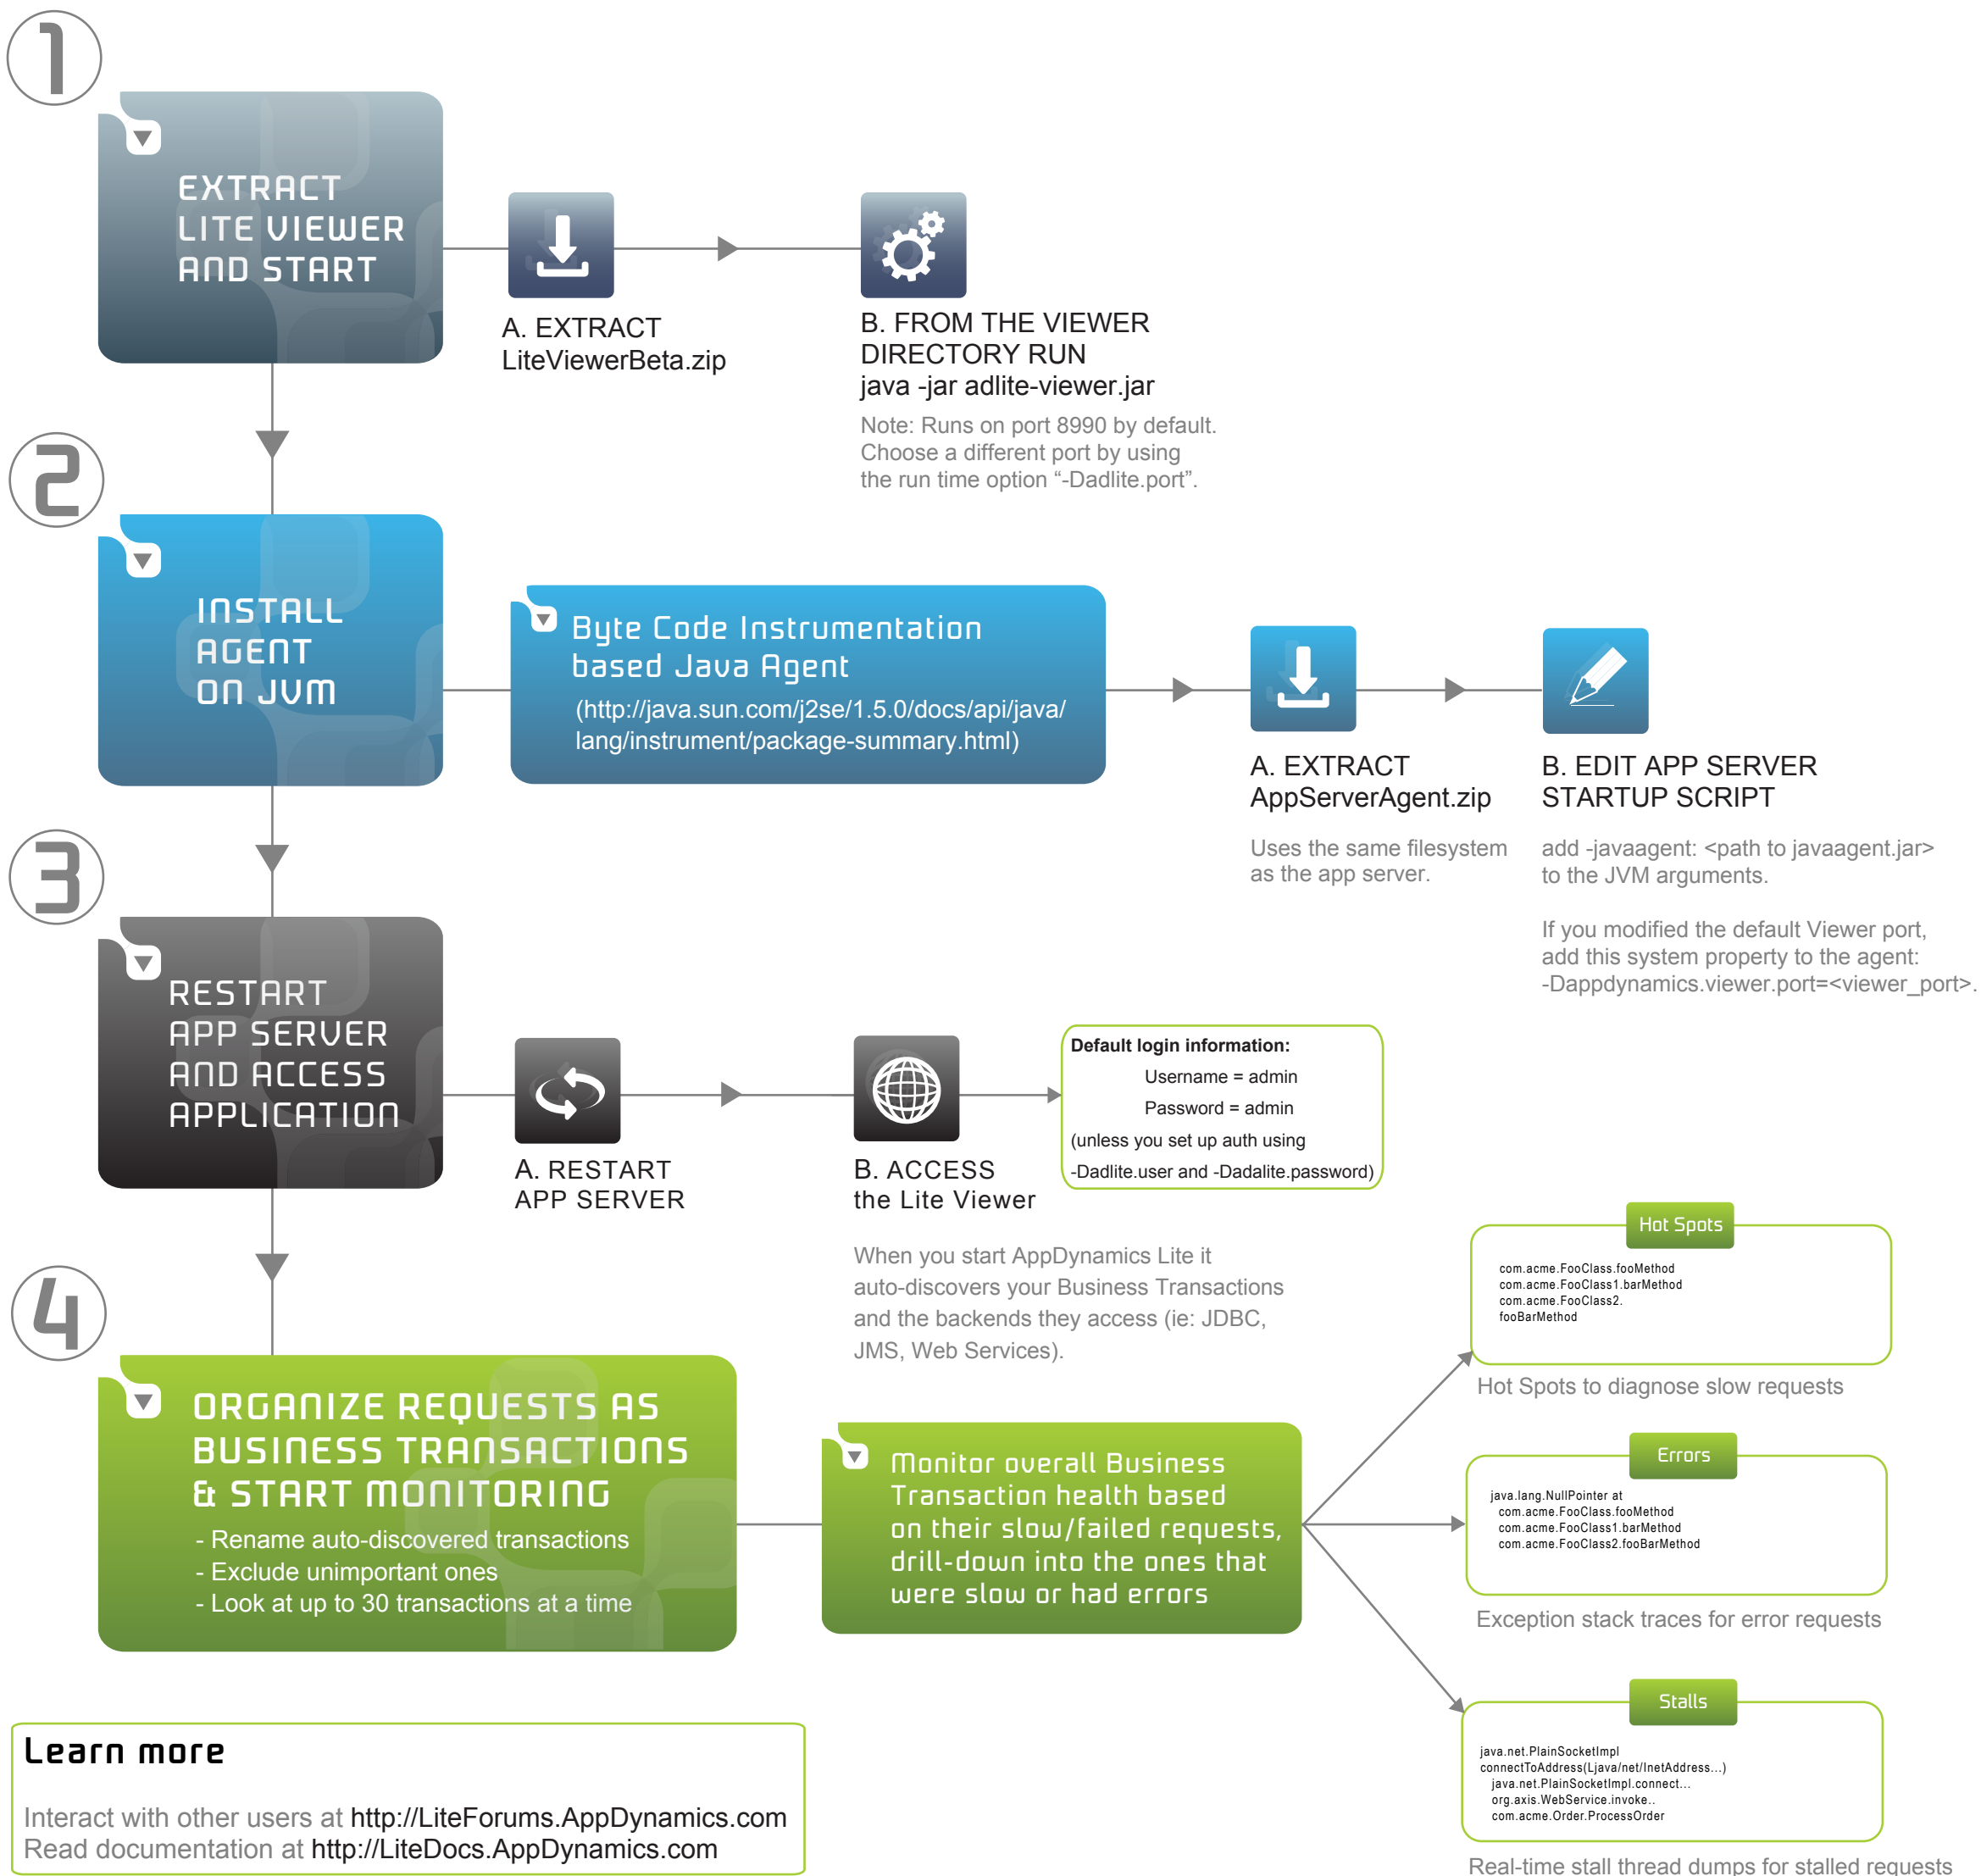 1
EXTRACT
LITE VIEWER
AND START
A. EXTRACT
LiteViewerBeta.zip
B. FROM THE VIEWER
DIRECTORY RUN
java -jar adlite-viewer.jar
Note: Runs on port 8990 by default.
Choose a different port by using
the run time option “-Dadlite.port”.
2
INSTALL
AGENT
ON JVM
Byte Code Instrumentation
based Java Agent
(http://java.sun.com/j2se/1.5.0/docs/api/java/
lang/instrument/package-summary.html)
A. EXTRACT
AppServerAgent.zip
Uses the same filesystem
as the app server.
B. EDIT APP SERVER
STARTUP SCRIPT
add -javaagent: <path to javaagent.jar>
to the JVM arguments.
If you modified the default Viewer port,
add this system property to the agent:
-Dappdynamics.viewer.port=<viewer_port>.
3
RESTART
APP SERVER
AND ACCESS
APPLICATION
A. RESTART
APP SERVER
B. ACCESS
the Lite Viewer
When you start AppDynamics Lite it
auto-discovers your Business Transactions
and the backends they access (ie: JDBC,
JMS, Web Services).
Default login information:
Username = admin
Password = admin
(unless you set up auth using
-Dadlite.user and -Dadalite.password)
4
ORGANIZE REQUESTS AS
BUSINESS TRANSACTIONS
& START MONITORING
- Rename auto-discovered transactions
- Exclude unimportant ones
- Look at up to 30 transactions at a time
Monitor overall Business
Transaction health based
on their slow/failed requests,
drill-down into the ones that
were slow or had errors
Hot Spots
com.acme.FooClass.fooMethod
com.acme.FooClass1.barMethod
com.acme.FooClass2.
fooBarMethod
Hot Spots to diagnose slow requests
Errors
java.lang.NullPointer at
com.acme.FooClass.fooMethod
com.acme.FooClass1.barMethod
com.acme.FooClass2.fooBarMethod
Exception stack traces for error requests
Stalls
java.net.PlainSocketImpl
connectToAddress(Ljava/net/InetAddress...)
java.net.PlainSocketImpl.connect...
org.axis.WebService.invoke..
com.acme.Order.ProcessOrder
Real-time stall thread dumps for stalled requests
Learn more
Interact with other users at http://LiteForums.AppDynamics.com
Read documentation at http://LiteDocs.AppDynamics.com